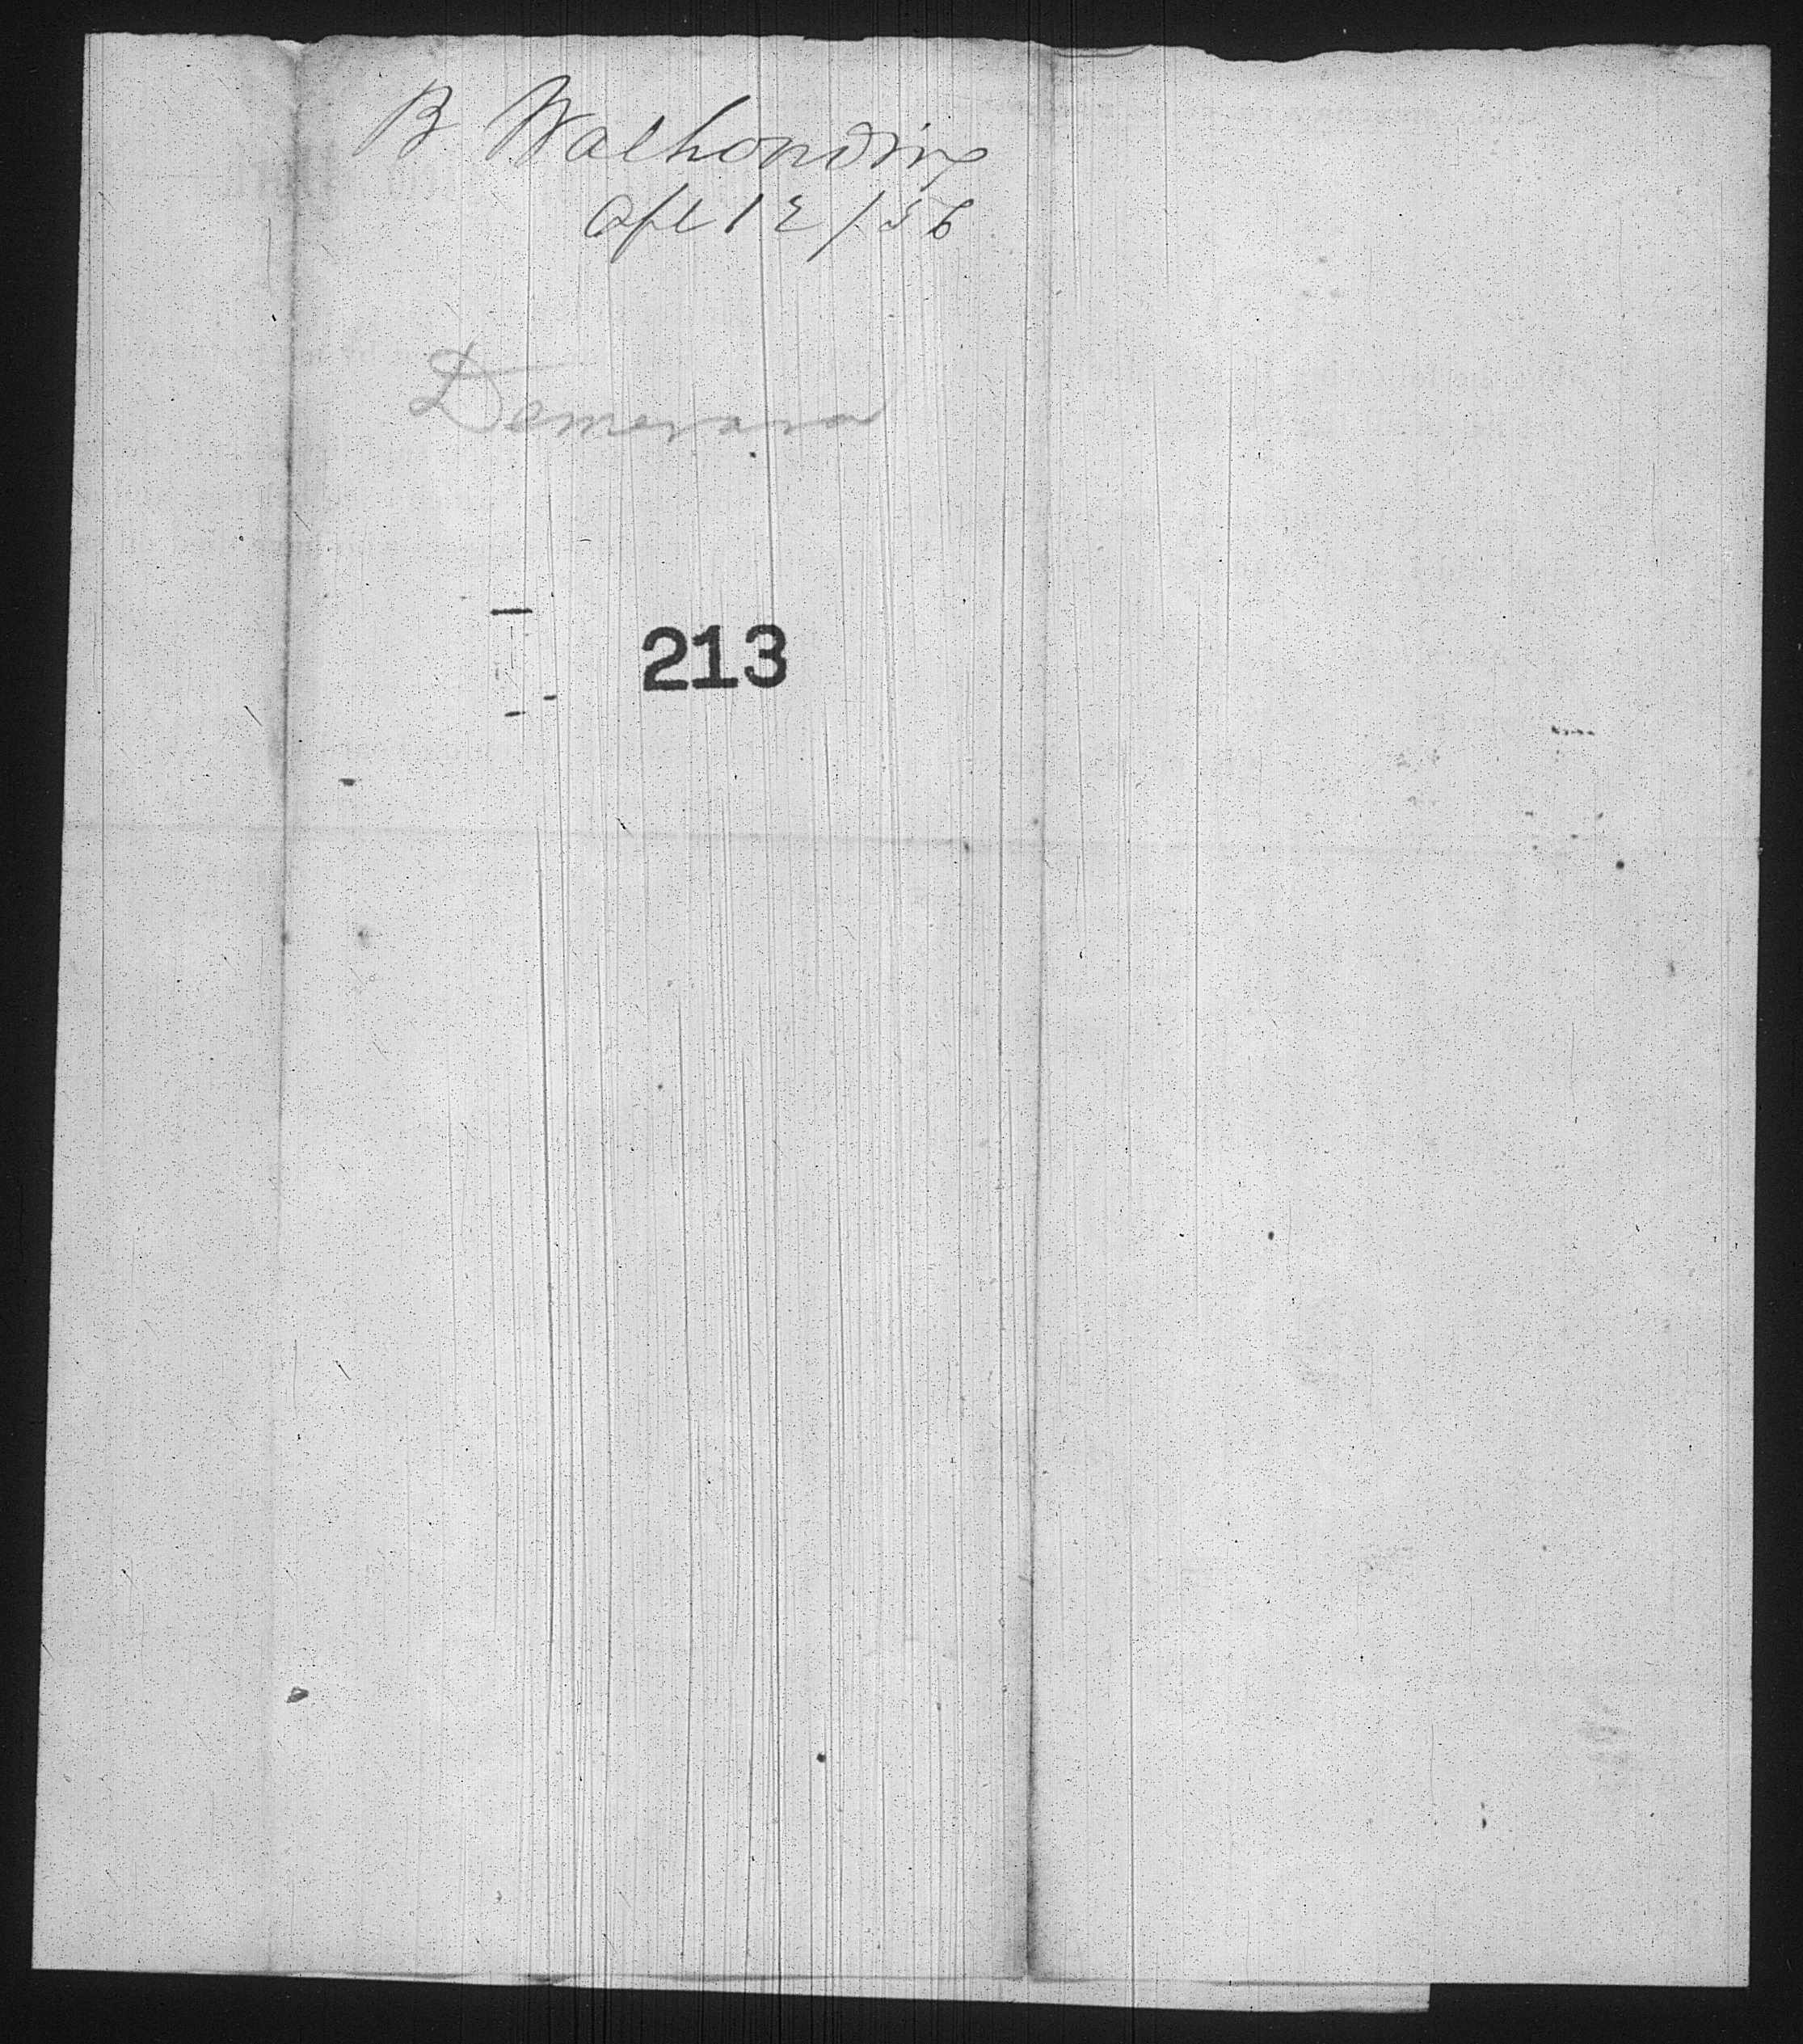 B Walhonding
Apl 12/56
Demerara
213